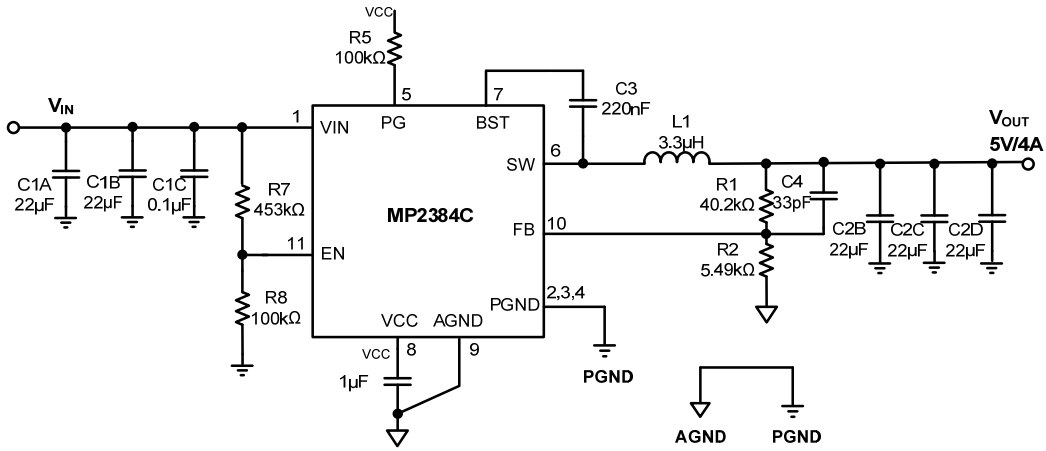 VCC
R5
100kΩ
5
7
C3
220nF
VIN
1
VIN
PG
BST
L1
3.3µH
VOUT
5V/4A
SW
6
C1A
22µF
C1B
22µF
C1C
0.1µF
R7
453kΩ
MP2384C
R1
40.2kΩ
C4
33pF
FB
10
C2B
22µF
C2C
22µF
C2D
22µF
11
EN
R2
5.49kΩ
R8
100kΩ
PGND
2,3,4
VCC
AGND
VCC
8
9
1µF
PGND
AGND
PGND